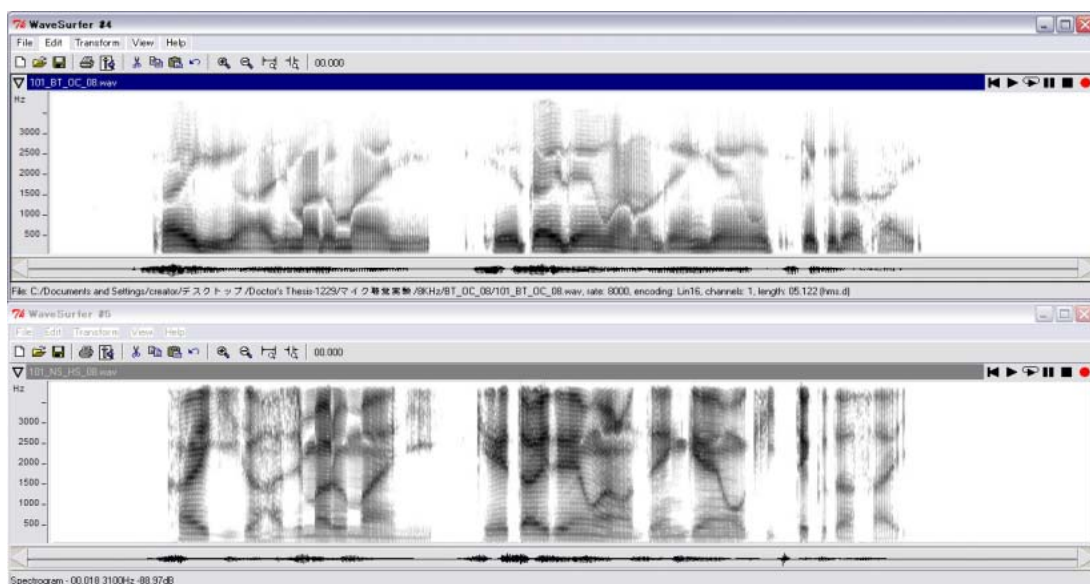 WaveSurfer #4
File Edit Transform View Help
00.000
101_BT_OC_08.wav
Hz
3000
2500
2000
1500
1000
500
File: C:/Documents and Settings/creator/デスクトップ/Doctor's Thesis-1229/マイク聴覚実験/8KHz/BT_OC_08/101_BT_OC_08.wav, rate: 8000, encoding: Lin16, channels: 1, length: 05.122 (hms.d)
WaveSurfer #5
File Edit Transform View Help
00.000
101_NS_HS_08.wav
Hz
3000
2500
2000
1500
1000
500
Spectrogram - 00.018 3100Hz -88.97dB